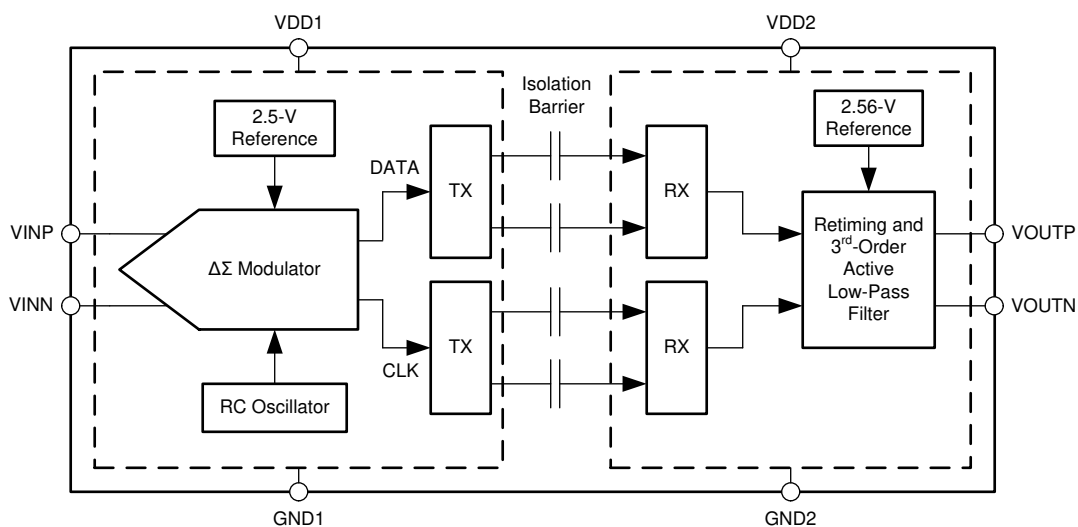 VDD1
VDD2
Isolation
Barrier
2.5-V
Reference
2.56-V
Reference
DATA
TX
RX
VINP
VINN
ΔΣ Modulator
Retiming and
3rd-Order
Active
Low-Pass
Filter
VOUTP
VOUTN
CLK
TX
RX
RC Oscillator
GND1
GND2